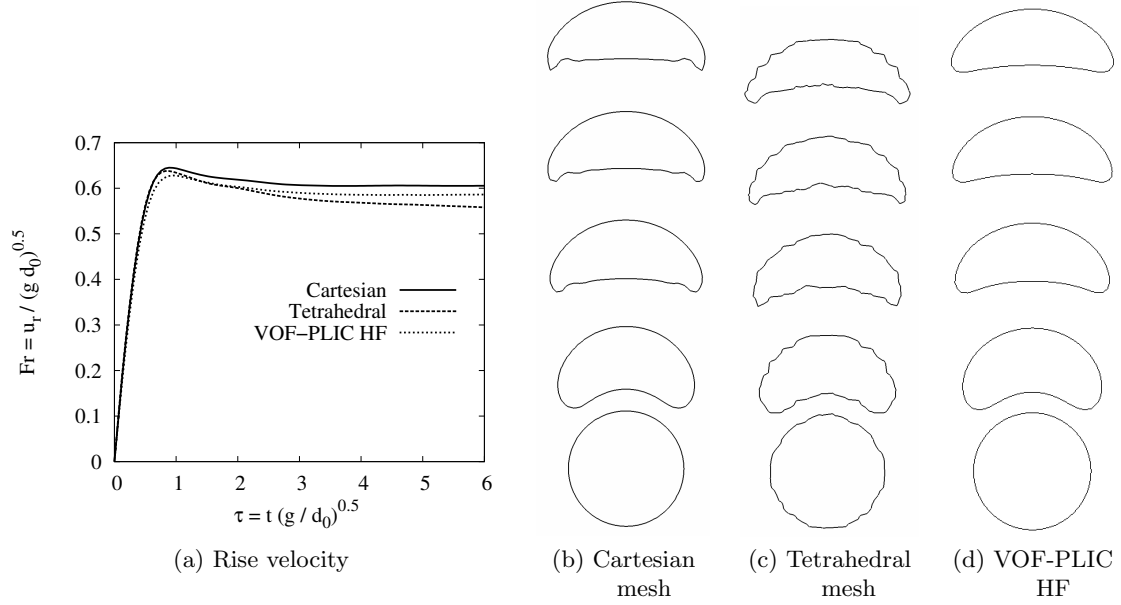 0.7
0.6
0.5
0.4
0.3
0.2
0.1
0
Fr = u_r / (g d_0)^0.5
Cartesian
Tetrahedral
VOF−PLIC HF
0 1 2 3 4 5 6
τ = t (g / d_0)^0.5
(a) Rise velocity
(b) Cartesian
mesh
(c) Tetrahedral
mesh
(d) VOF-PLIC
HF